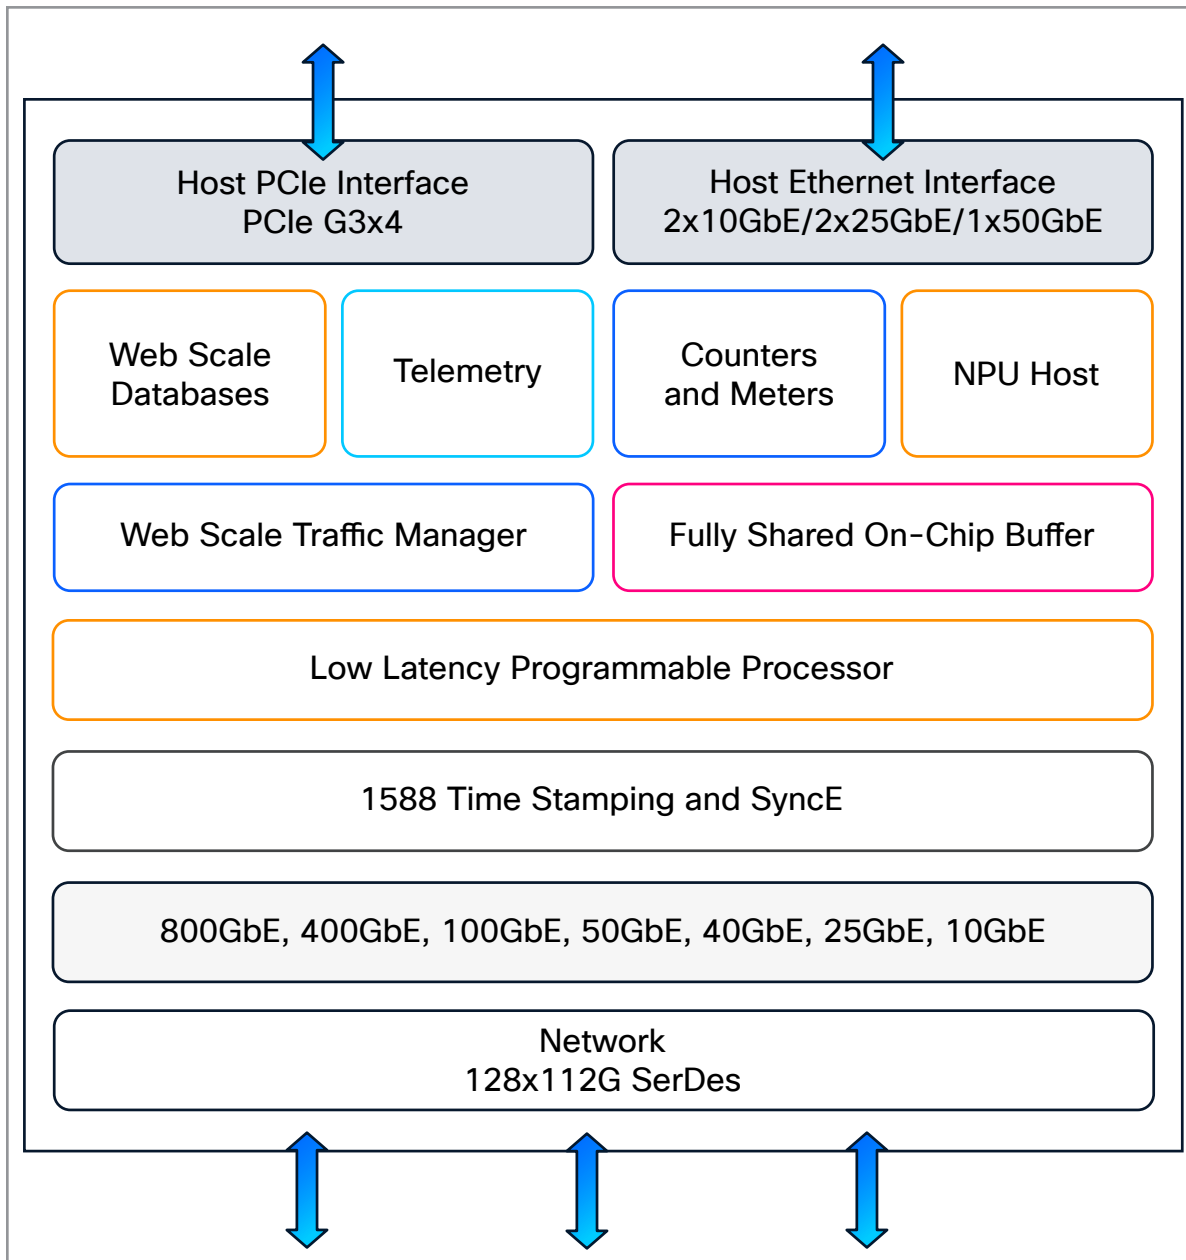 Host PCIe Interface
PCIe G3x4
Host Ethernet Interface
2x10GbE/2x25GbE/1x50GbE
Web Scale
Databases
Telemetry
Counters
and Meters
NPU Host
Web Scale Traffic Manager
Fully Shared On-Chip Buffer
Low Latency Programmable Processor
1588 Time Stamping and SyncE
800GbE, 400GbE, 100GbE, 50GbE, 40GbE, 25GbE, 10GbE
Network
128x112G SerDes